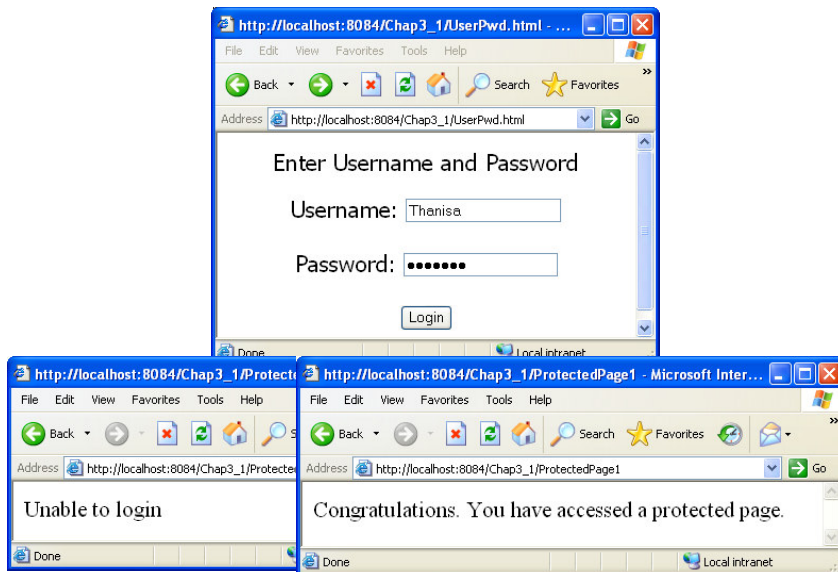 http://localhost:8084/Chap3_1/UserPwd.html - ...
File Edit View Favorites Tools Help
Back Search Favorites »
Address http://localhost:8084/Chap3_1/UserPwd.html Go
Enter Username and Password
Username: Thanisa
Password: •••••••
Login
Done Local intranet
http://localhost:8084/Chap3_1/Protecte
File Edit View Favorites Tools Help
Back S
Address http://localhost:8084/Chap3_1/Protected
Unable to login
Done
http://localhost:8084/Chap3_1/ProtectedPage1 - Microsoft Inter...
File Edit View Favorites Tools Help
Back Search Favorites »
Address http://localhost:8084/Chap3_1/ProtectedPage1 Go
Congratulations. You have accessed a protected page.
Done Local intranet